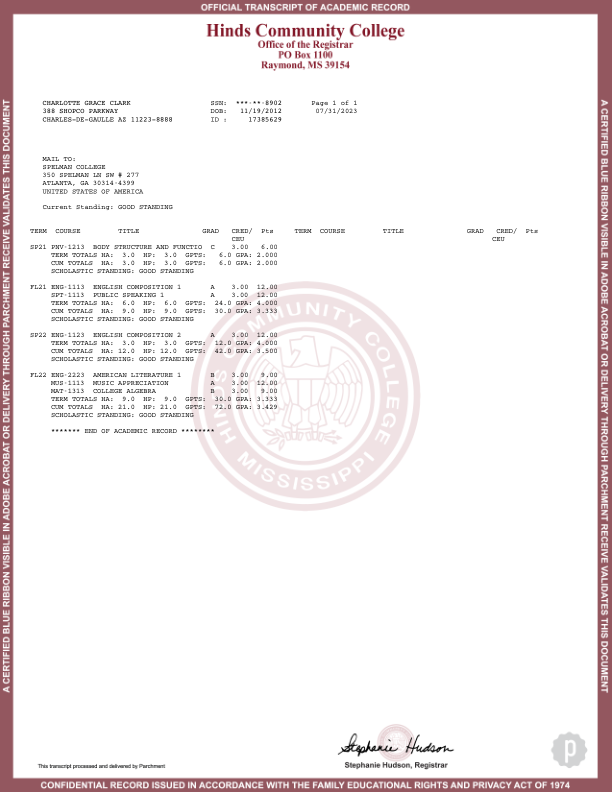 OFFICIAL TRANSCRIPT OF ACADEMIC RECORD
Hinds Community College
Office of the Registrar
PO Box 1100
Raymond, MS 39154
CHARLOTTE GRACE CLARK SSN: ***-**-8902 Page 1 of 1
388 SHOPCO PARKWAY DOB: 11/19/2012 07/31/2023
CHARLES-DE-GAULLE AZ 11223-8888 ID : 17385629
MAIL TO:
SPELMAN COLLEGE
350 SPELMAN LN SW # 277
ATLANTA, GA 30314-4399
UNITED STATES OF AMERICA
Current Standing: GOOD STANDING
TERM COURSE TITLE GRAD CRED/ Pts TERM COURSE TITLE GRAD CRED/ Pts
CEU CEU
SP21 PNV-1213 BODY STRUCTURE AND FUNCTIO C 3.00 6.00
TERM TOTALS HA: 3.0 HP: 3.0 GPTS: 6.0 GPA: 2.000
CUM TOTALS HA: 3.0 HP: 3.0 GPTS: 6.0 GPA: 2.000
SCHOLASTIC STANDING: GOOD STANDING
FL21 ENG-1113 ENGLISH COMPOSITION 1 A 3.00 12.00
SPT-1113 PUBLIC SPEAKING 1 A 3.00 12.00
TERM TOTALS HA: 6.0 HP: 6.0 GPTS: 24.0 GPA: 4.000
CUM TOTALS HA: 9.0 HP: 9.0 GPTS: 30.0 GPA: 3.333
SCHOLASTIC STANDING: GOOD STANDING
SP22 ENG-1123 ENGLISH COMPOSITION 2 A 3.00 12.00
TERM TOTALS HA: 3.0 HP: 3.0 GPTS: 12.0 GPA: 4.000
CUM TOTALS HA: 12.0 HP: 12.0 GPTS: 42.0 GPA: 3.500
SCHOLASTIC STANDING: GOOD STANDING
FL22 ENG-2223 AMERICAN LITERATURE 1 B 3.00 9.00
MUS-1113 MUSIC APPRECIATION A 3.00 12.00
MAT-1313 COLLEGE ALGEBRA B 3.00 9.00
TERM TOTALS HA: 9.0 HP: 9.0 GPTS: 30.0 GPA: 3.333
CUM TOTALS HA: 21.0 HP: 21.0 GPTS: 72.0 GPA: 3.429
SCHOLASTIC STANDING: GOOD STANDING
******* END OF ACADEMIC RECORD ********
HINDS COMMUNITY COLLEGE
MISSISSIPPI
Stephanie Hudson
Stephanie Hudson, Registrar
p
This transcript processed and delivered by Parchment
CONFIDENTIAL RECORD ISSUED IN ACCORDANCE WITH THE FAMILY EDUCATIONAL RIGHTS AND PRIVACY ACT OF 1974
A CERTIFIED BLUE RIBBON VISIBLE IN ADOBE ACROBAT OR DELIVERY THROUGH PARCHMENT RECEIVE VALIDATES THIS DOCUMENT
A CERTIFIED BLUE RIBBON VISIBLE IN ADOBE ACROBAT OR DELIVERY THROUGH PARCHMENT RECEIVE VALIDATES THIS DOCUMENT